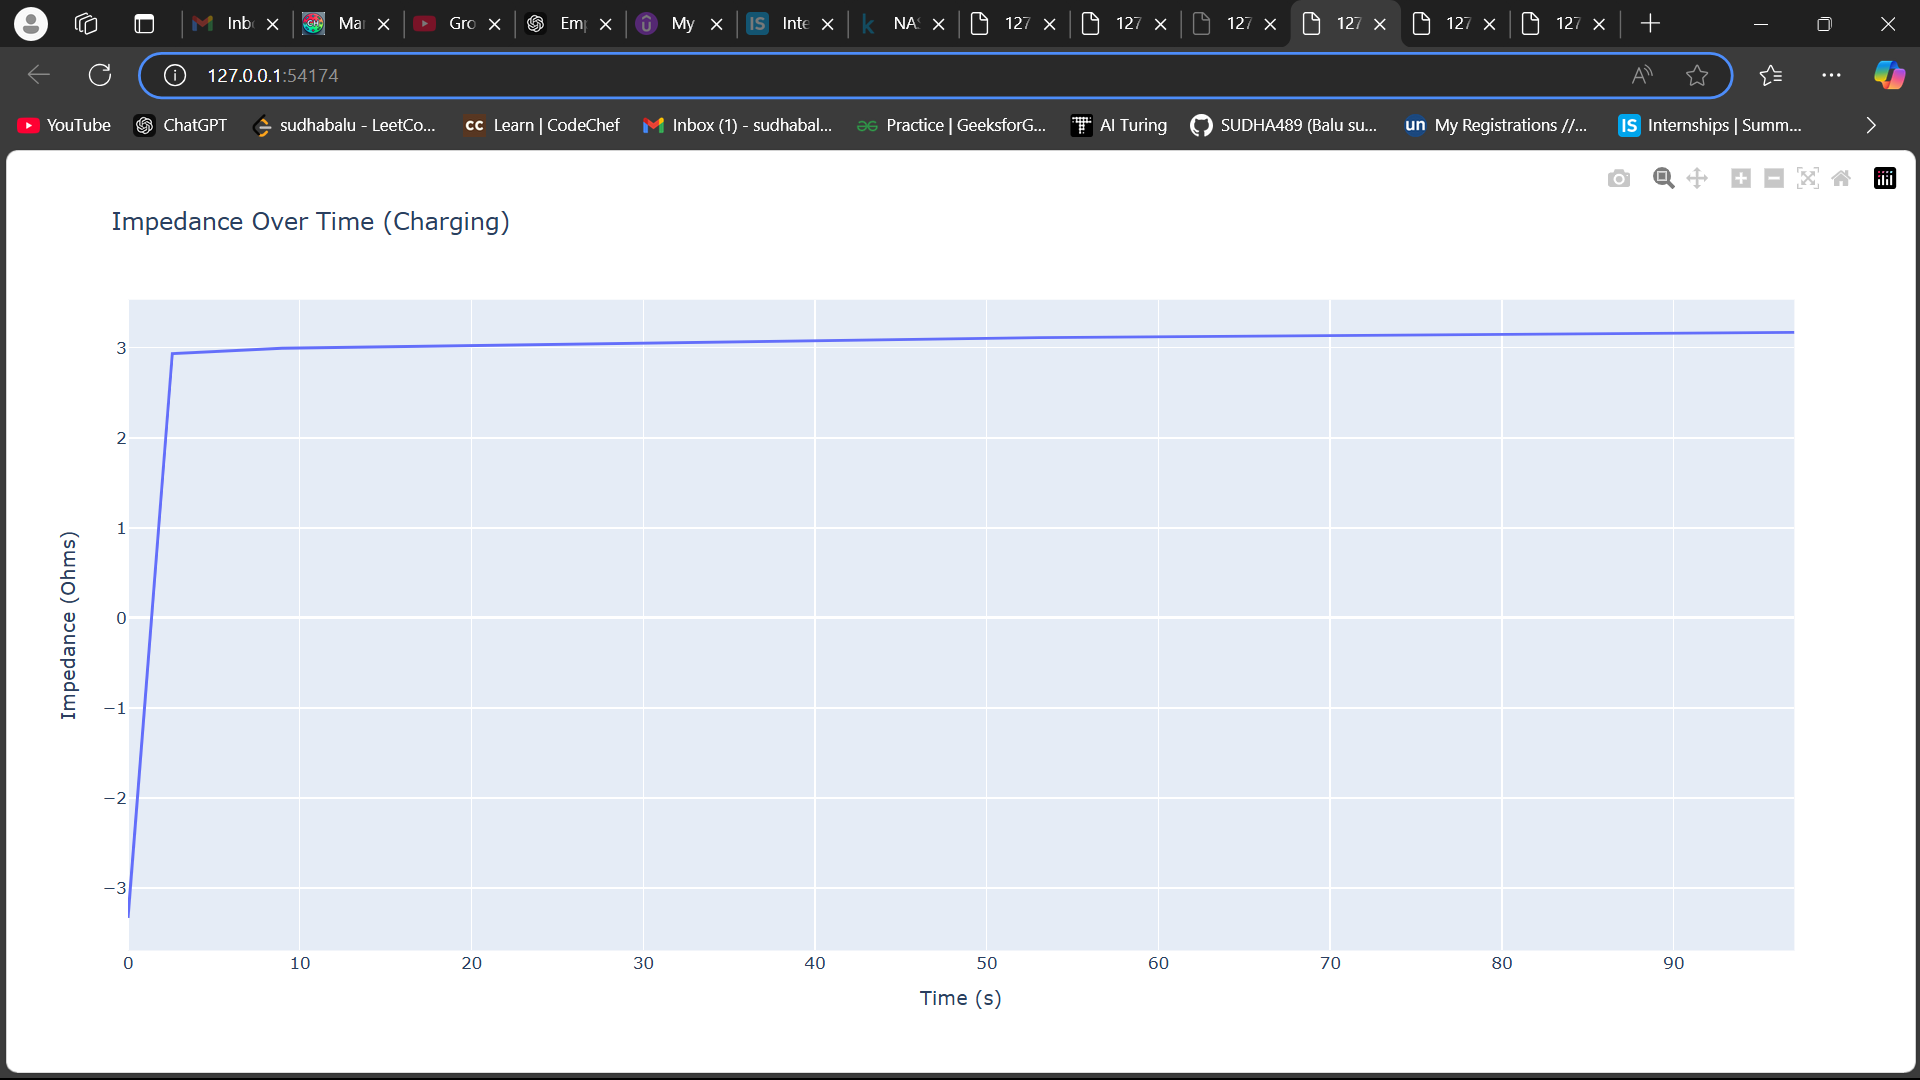 Inb Ma Gro Em My Inte NAS 127 127 127 127 127 127
127.0.0.1:54174
YouTube ChatGPT sudhabalu - LeetCo... Learn | CodeChef Inbox (1) - sudhabal... Practice | GeeksforG... AI Turing SUDHA489 (Balu su... My Registrations //... Internships | Summ...
Impedance Over Time (Charging)
3
2
1
0
−1
−2
−3
Impedance (Ohms)
0 10 20 30 40 50 60 70 80 90
Time (s)